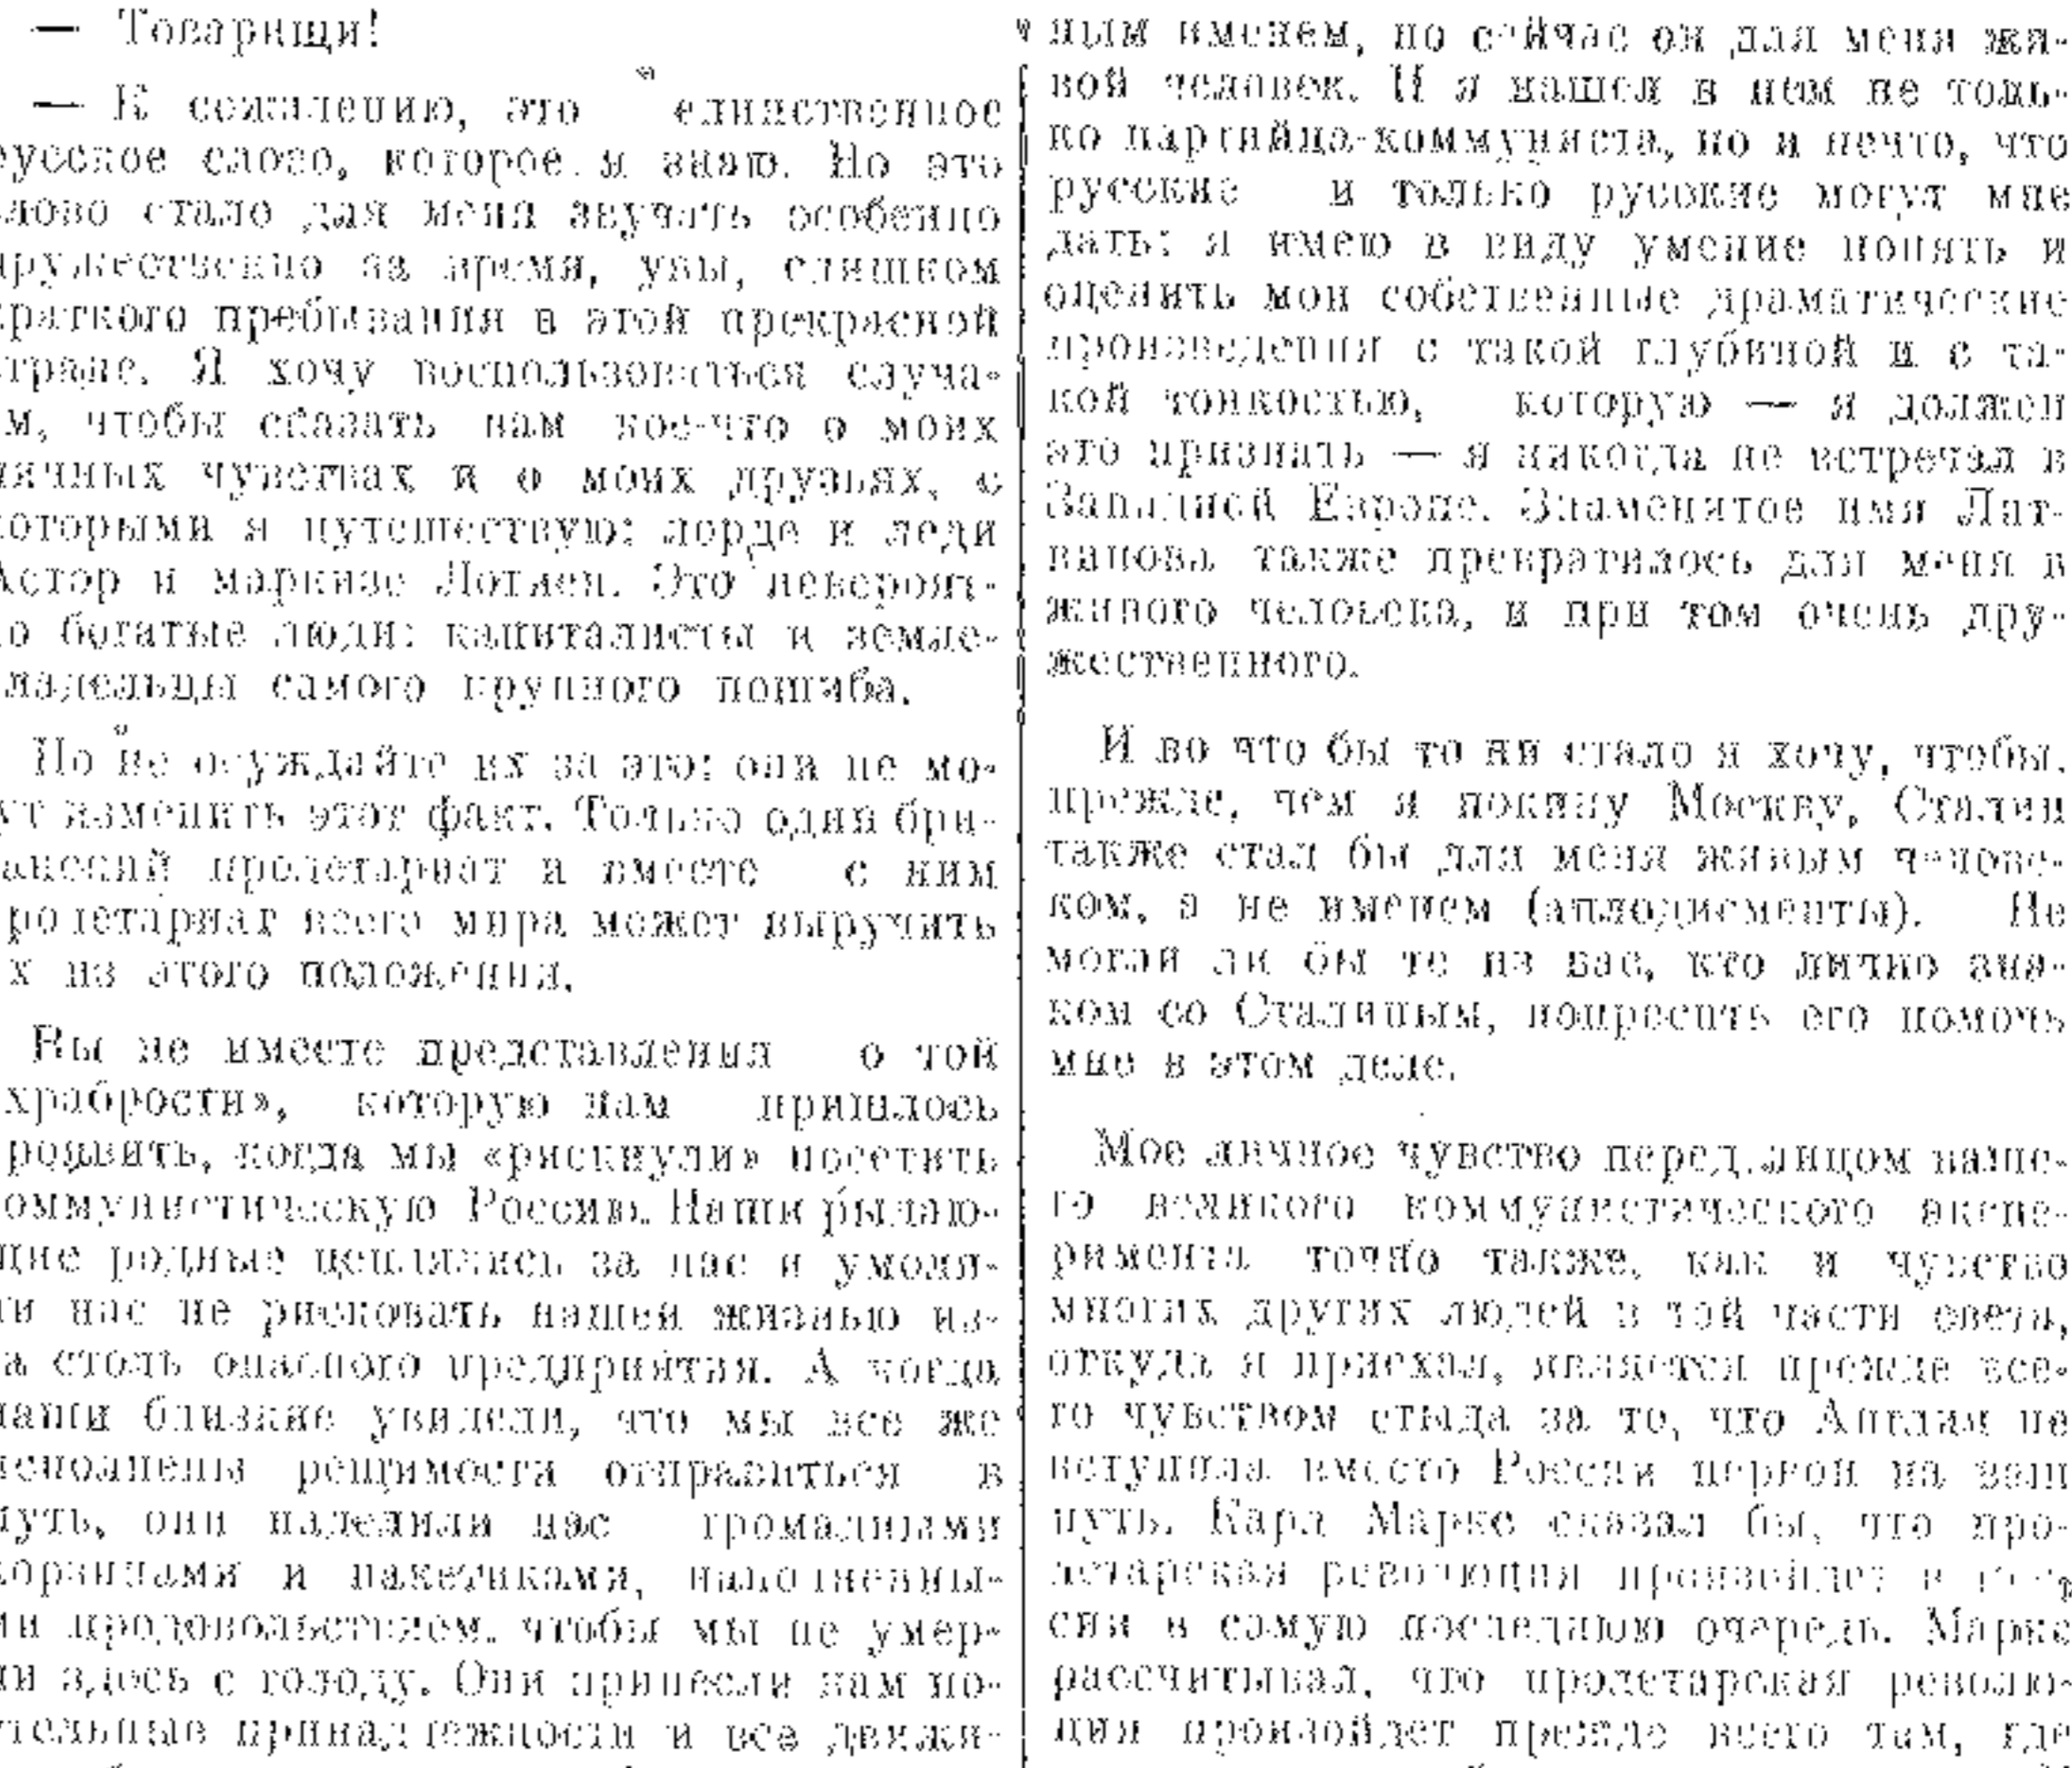 — Товарищи!
— К сожалению, это единственное
русское слово, которое я знаю. Но это
слово стало для меня звучать особенно
дружественно за время, увы, слишком
краткого пребывания в этой прекрасной
стране. Я хочу воспользоваться случа-
ем, чтобы сказать вам кое-что о моих
личных чувствах и о моих друзьях, с
которыми я путешествую: лорде и леди
Астор и маркизе Лотиен. Это невероят-
но богатые люди: капиталисты и земле-
владельцы самого крупного пошиба.
Но не осуждайте их за это: они не мо-
гут изменить этот факт. Только один бри-
танский пролетариат и вместе с ним
пролетариат всего мира может выручить
их из этого положения.
Вы не имеете представления о той
«храбрости», которую нам пришлось
проявить, когда мы «рискнули» посетить
коммунистическую Россию. Наши рыдаю-
щие родные цеплялись за нас и умоля-
ли нас не рисковать нашей жизнью из-
за столь опасного предприятия. А когда
наши близкие увидели, что мы все же
исполнены решимости отправиться в
путь, они наделили нас громадными
корзинами и пакетиками, наполненны-
ми продовольствием, чтобы мы не умер-
ли здесь с голоду. Они принесли нам по-
стельные принадлежности и все движи-
ным именем, но сейчас он для меня жи-
вой человек. И я нашел в нем не толь-
ко партийца-коммуниста, но и нечто, что
русские и только русские могут мне
дать: я имею в виду умение понять и
оценить мои собственные драматические
произведения с такой глубиной и с та-
кой тонкостью, которую — я должен
это признать — я никогда не встречал в
Западной Европе. Знаменитое имя Лит-
винова также превратилось для меня в
живого человека, и при том очень дру-
жественного.
И во что бы то ни стало я хочу, чтобы,
прежде, чем я покину Москву, Сталин
также стал бы для меня живым челове-
ком, а не именем (аплодисменты). Не
могли ли бы те из вас, кто лично зна-
ком со Сталиным, попросить его помочь
мне в этом деле.
Мое личное чувство перед лицом ваше-
го великого коммунистического экспе-
римента точно также, как и чувство
многих других людей в той части света,
откуда я приехал, является прежде все-
го чувством стыда за то, что Англия не
вступила вместо России первой на ваш
путь. Карл Маркс сказал бы, что про-
летарская революция произойдет в Рос-
сии в самую последнюю очередь. Маркс
рассчитывал, что пролетарская револю-
ция произойдет прежде всего там, где